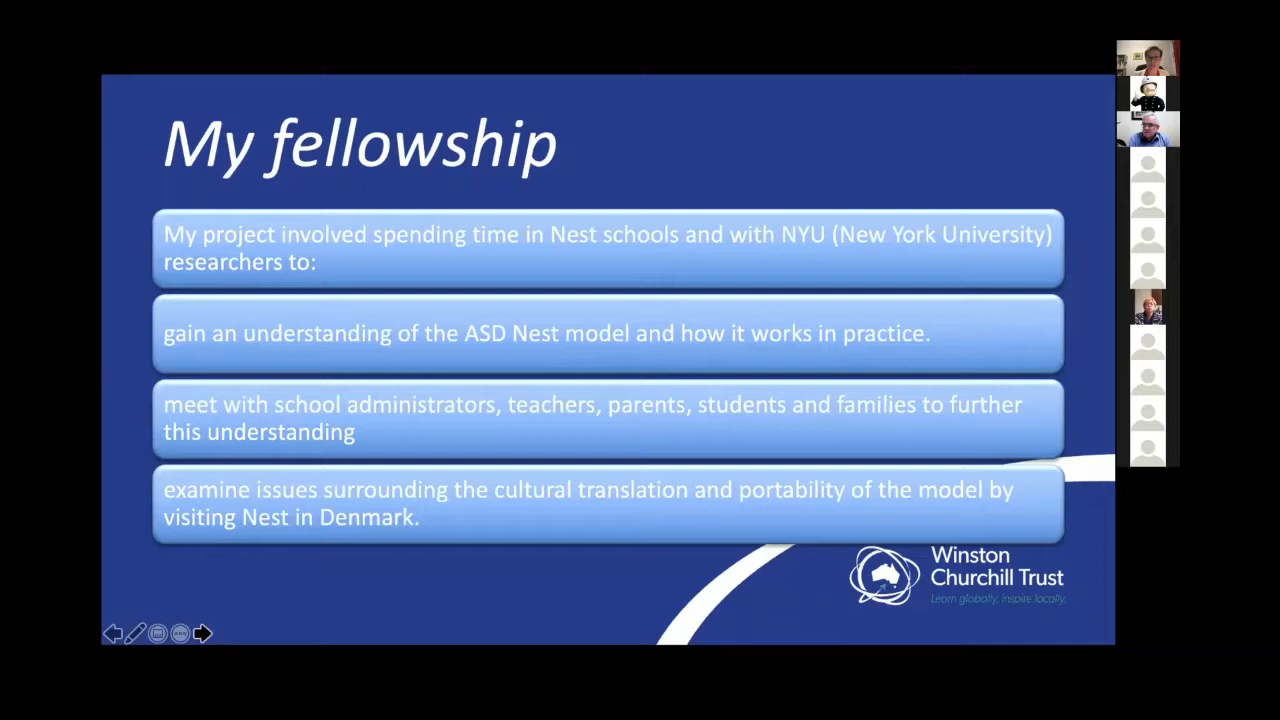 My fellowship
My project involved spending time in Nest schools and with NYU (New York University)
researchers to:
gain an understanding of the ASD Nest model and how it works in practice.
meet with school administrators, teachers, parents, students and families to further
this understanding
examine issues surrounding the cultural translation and portability of the model by
visiting Nest in Denmark.
Winston
Churchill Trust
Learn globally, inspire locally.